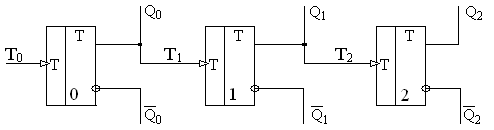 Q0 Q1 Q2
T T T
T0 T T1 T T2 T
0 1 2
Q̅0 Q̅1 Q̅2